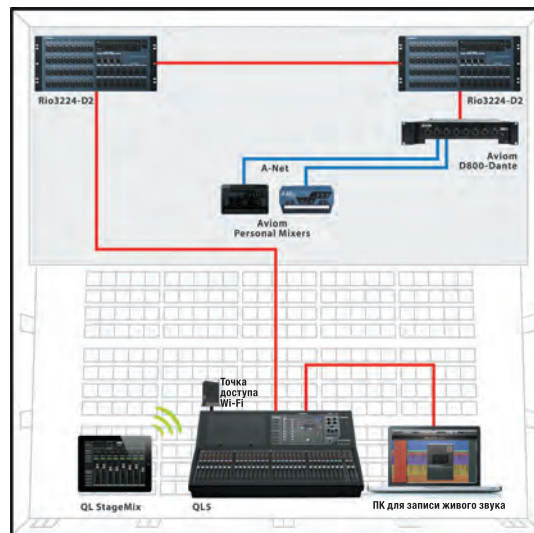 Rio3224-D2
Rio3224-D2
Aviom
D800-Dante
A-Net
Aviom
Personal Mixers
Точка
доступа
Wi-Fi
QL StageMix
QL5
ПК для записи живого звука